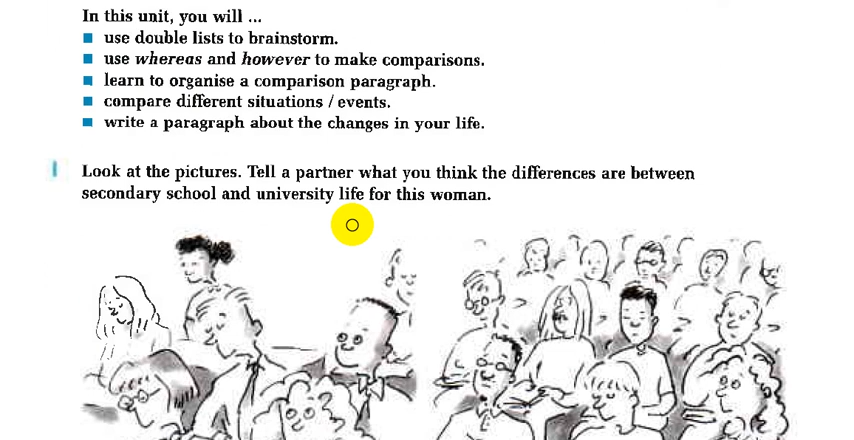 In this unit, you will ...
use double lists to brainstorm.
use whereas and however to make comparisons.
learn to organise a comparison paragraph.
compare different situations / events.
write a paragraph about the changes in your life.
1 Look at the pictures. Tell a partner what you think the differences are between
secondary school and university life for this woman.